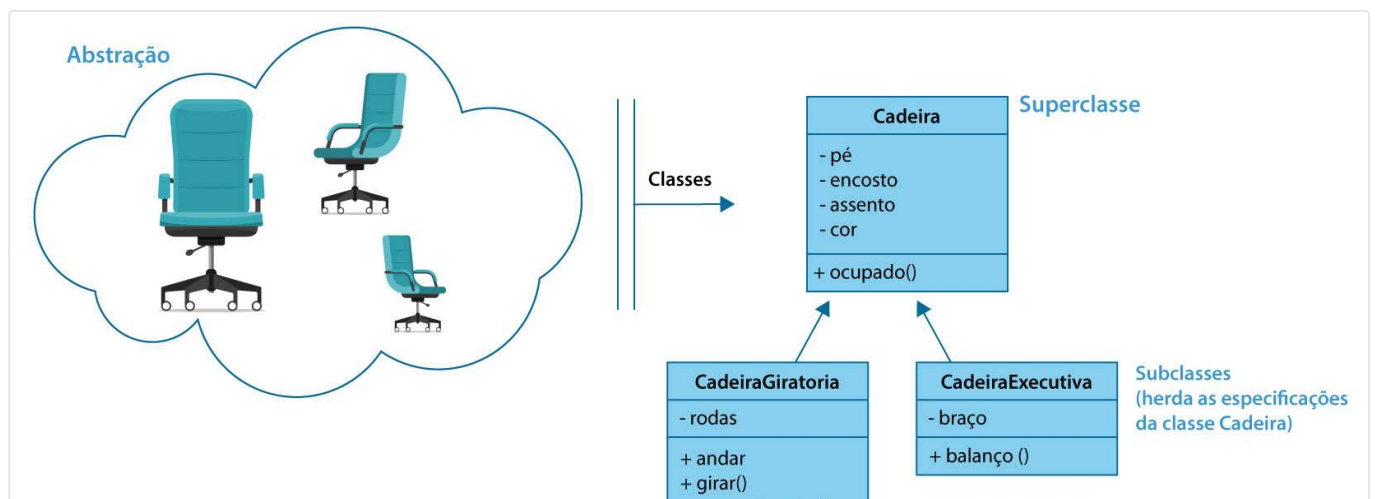 Abstração
Classes
Cadeira
- pé
- encosto
- assento
- cor
+ ocupado()
Superclasse
CadeiraGiratoria
- rodas
+ andar
+ girar()
CadeiraExecutiva
- braço
+ balanço ()
Subclasses
(herda as especificações
da classe Cadeira)